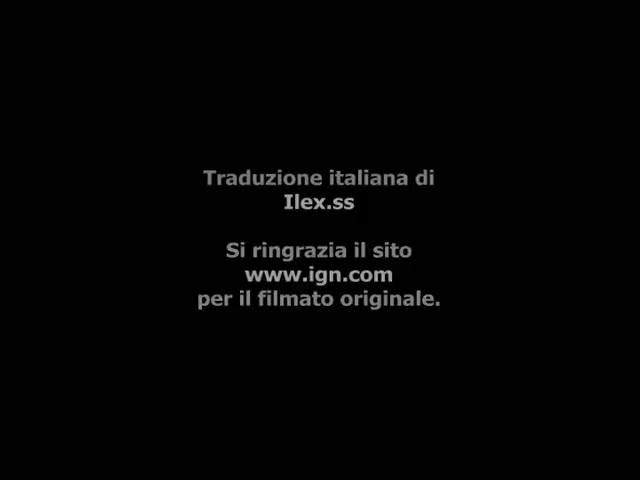 Traduzione italiana di
Ilex.ss
Si ringrazia il sito
www.ign.com
per il filmato originale.